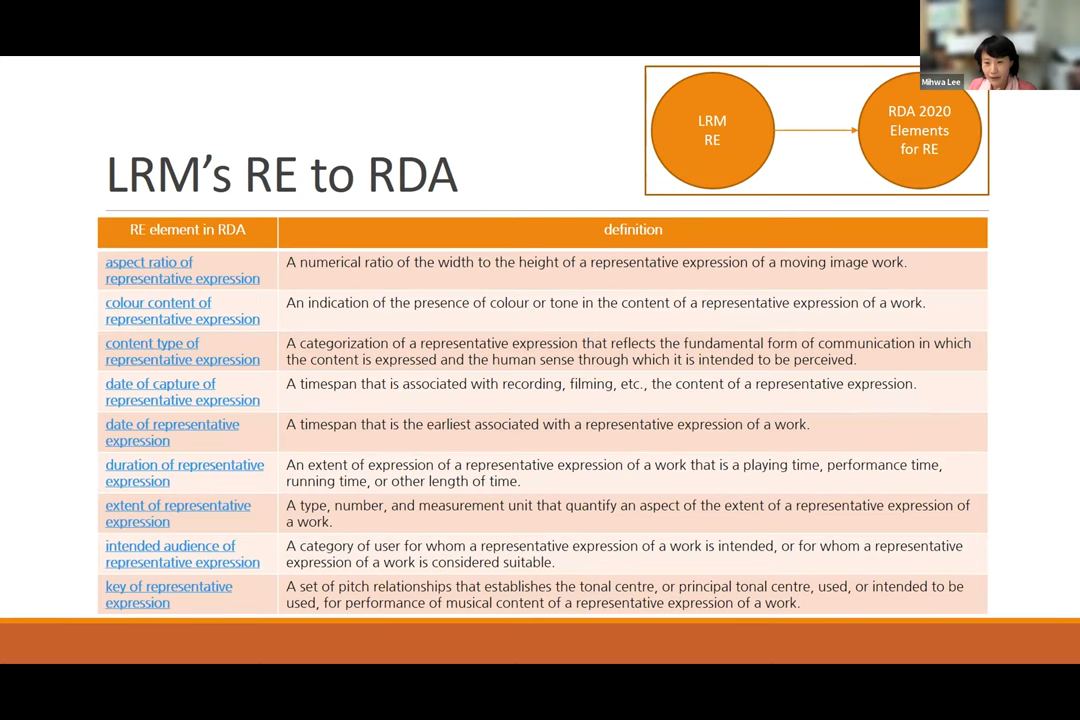 Mihwa Lee
LRM
RE
RDA 2020
Elements
for RE
LRM’s RE to RDA
RE element in RDA
definition
aspect ratio of
representative expression
A numerical ratio of the width to the height of a representative expression of a moving image work.
colour content of
representative expression
An indication of the presence of colour or tone in the content of a representative expression of a work.
content type of
representative expression
A categorization of a representative expression that reflects the fundamental form of communication in which
the content is expressed and the human sense through which it is intended to be perceived.
date of capture of
representative expression
A timespan that is associated with recording, filming, etc., the content of a representative expression.
date of representative
expression
A timespan that is the earliest associated with a representative expression of a work.
duration of representative
expression
An extent of expression of a representative expression of a work that is a playing time, performance time,
running time, or other length of time.
extent of representative
expression
A type, number, and measurement unit that quantify an aspect of the extent of a representative expression of
a work.
intended audience of
representative expression
A category of user for whom a representative expression of a work is intended, or for whom a representative
expression of a work is considered suitable.
key of representative
expression
A set of pitch relationships that establishes the tonal centre, or principal tonal centre, used, or intended to be
used, for performance of musical content of a representative expression of a work.